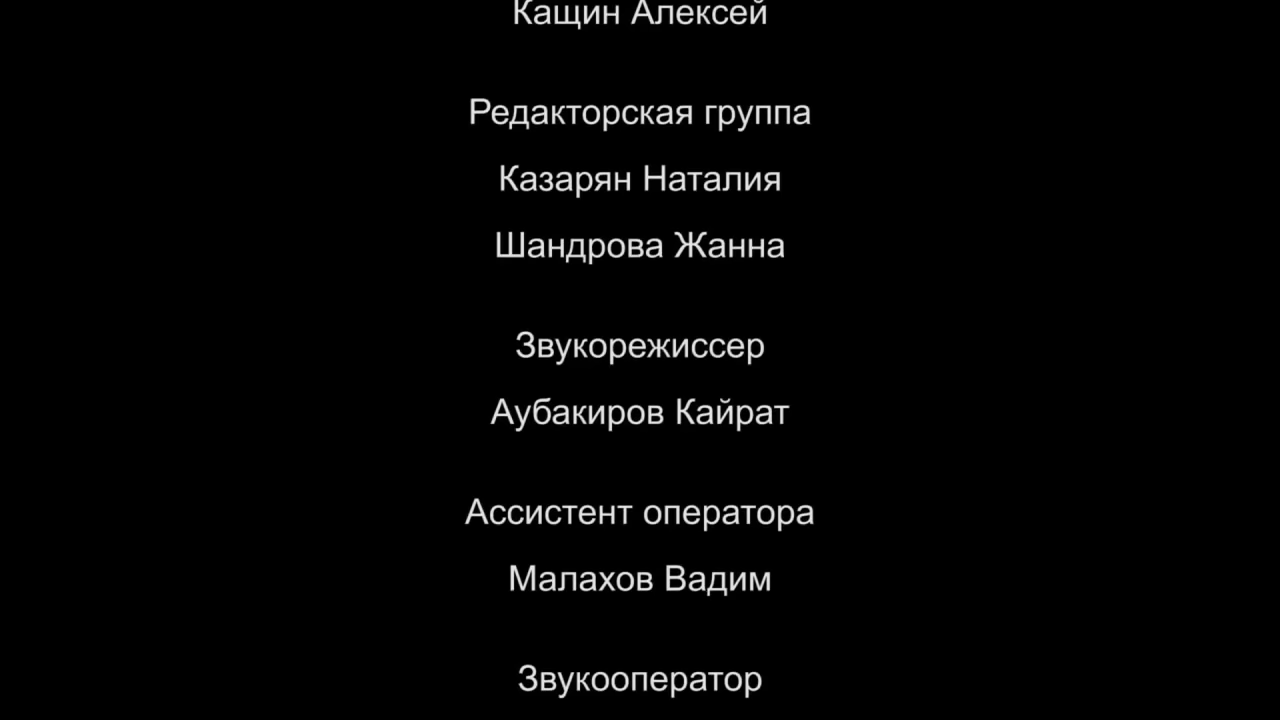 Кащин Алексей
Редакторская группа
Казарян Наталия
Шандрова Жанна
Звукорежиссер
Аубакиров Кайрат
Ассистент оператора
Малахов Вадим
Звукооператор